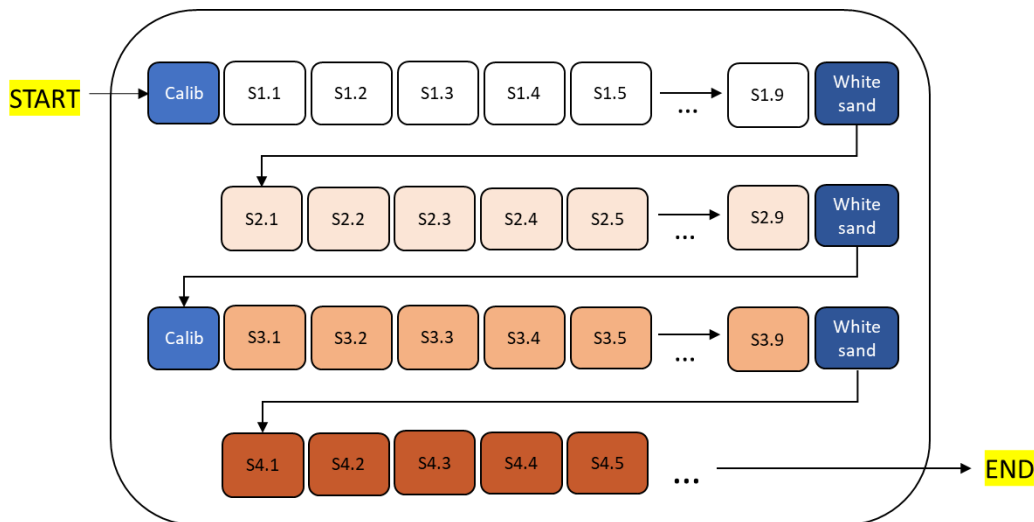 START
Calib
S1.1
S1.2
S1.3
S1.4
S1.5
...
S1.9
White
sand
S2.1
S2.2
S2.3
S2.4
S2.5
...
S2.9
White
sand
Calib
S3.1
S3.2
S3.3
S3.4
S3.5
...
S3.9
White
sand
S4.1
S4.2
S4.3
S4.4
S4.5
...
END